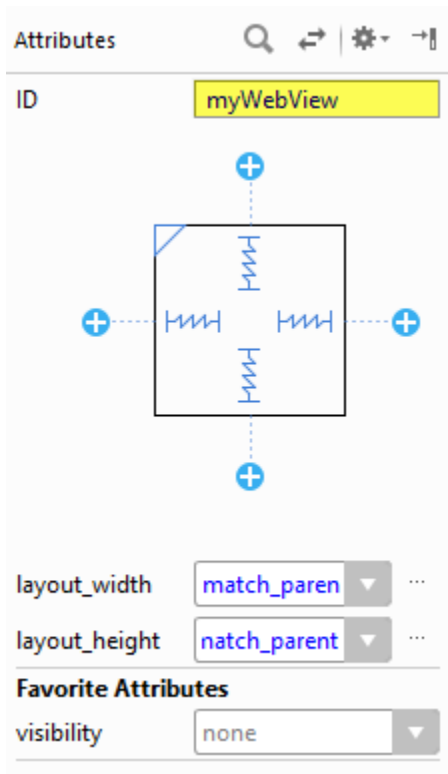 Attributes
ID myWebView
layout_width match_paren
layout_height natch_parent
Favorite Attributes
visibility none